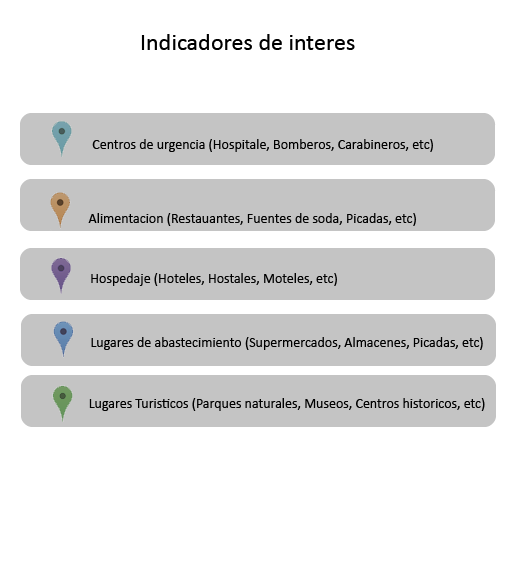 Indicadores de interes
Centros de urgencia (Hospitale, Bomberos, Carabineros, etc)
Alimentacion (Restauantes, Fuentes de soda, Picadas, etc)
Hospedaje (Hoteles, Hostales, Moteles, etc)
Lugares de abastecimiento (Supermercados, Almacenes, Picadas, etc)
Lugares Turisticos (Parques naturales, Museos, Centros historicos, etc)